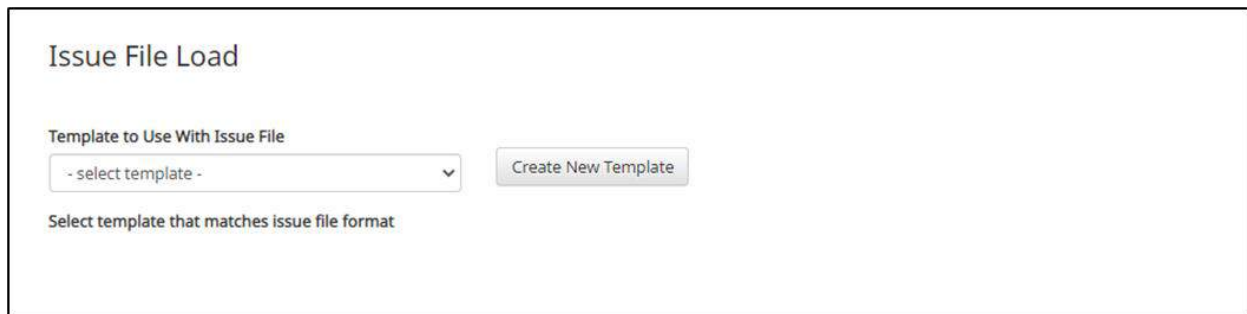 Issue File Load
Template to Use With Issue File
- select template -
Create New Template
Select template that matches issue file format